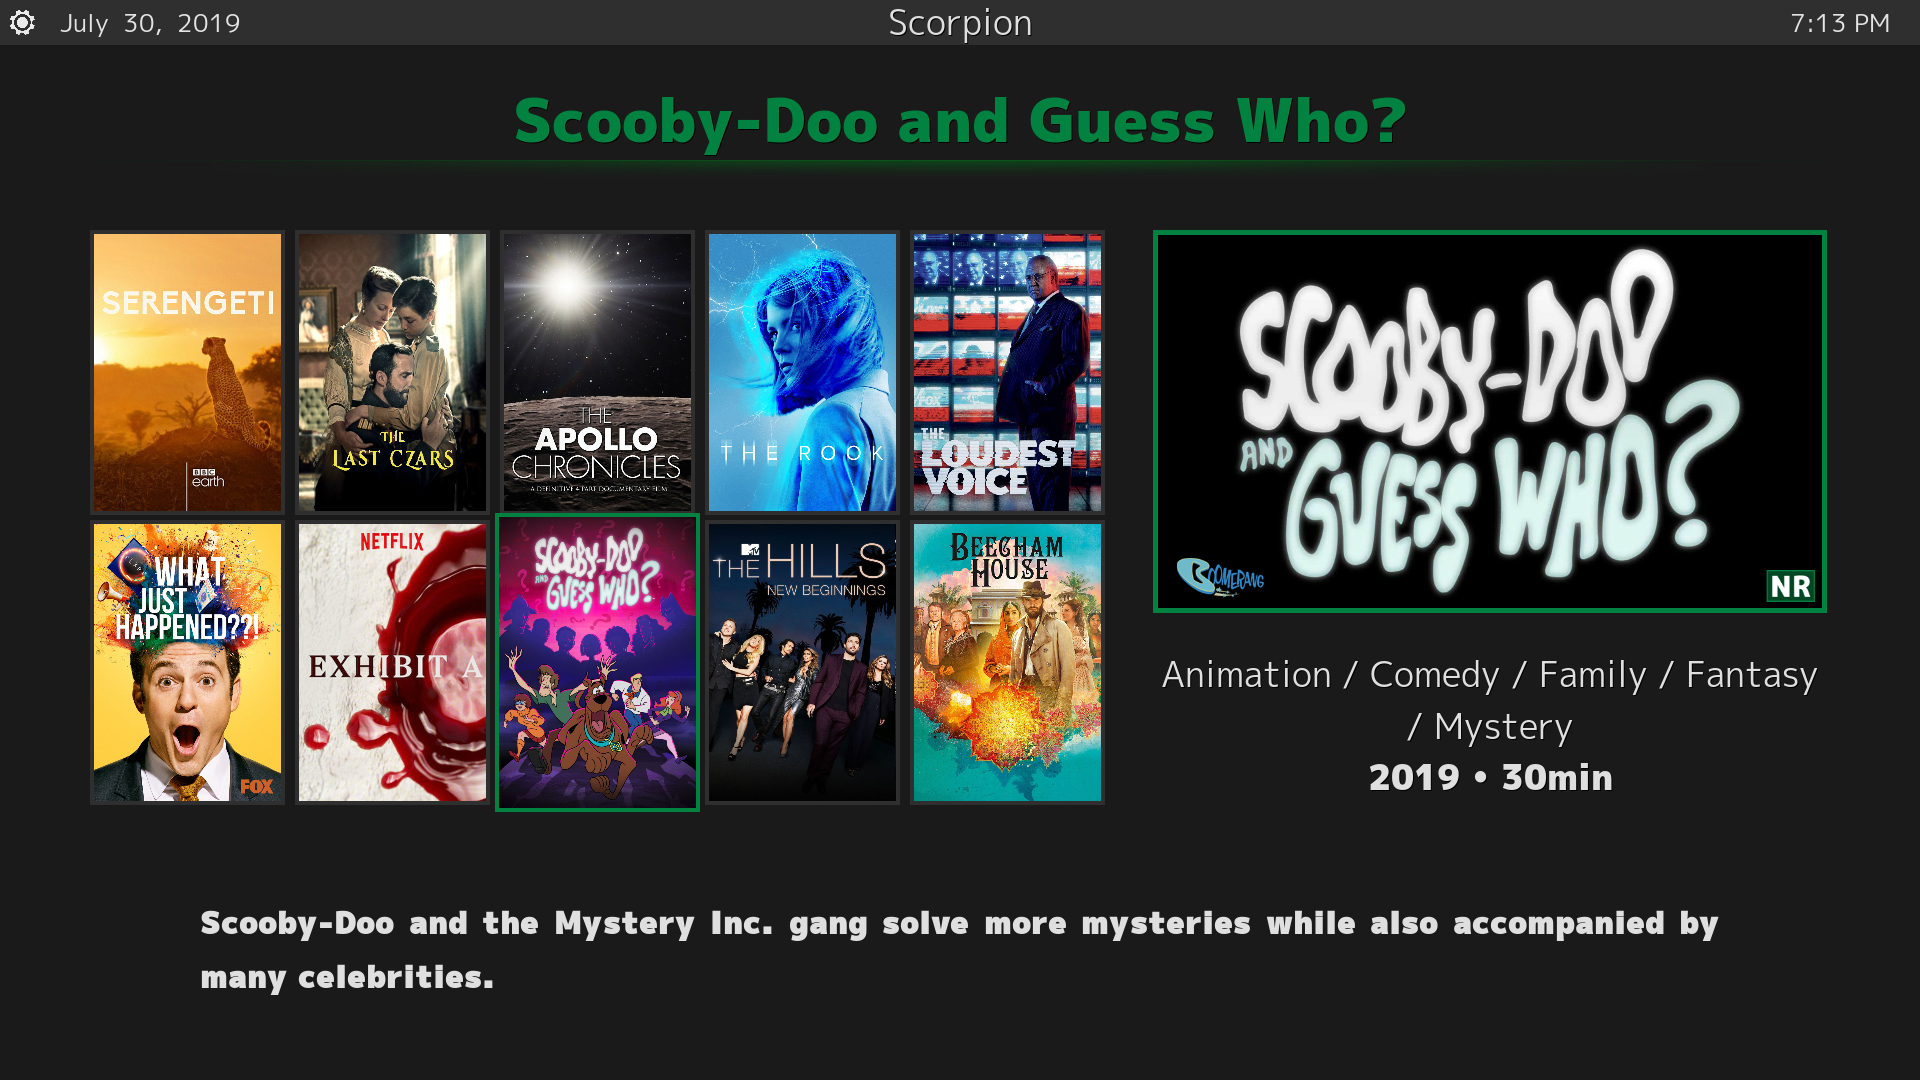 July 30, 2019
Scorpion
7:13 PM
Scooby-Doo and Guess Who?
SERENGETI
BBC
earth
THE
LAST CZARS
THE
APOLLO
CHRONICLES
A DEFINITIVE 4 PART DOCUMENTARY FILM
THE ROOK
FOX
THE
LOUDEST
VOICE
WHAT
JUST
HAPPENED??!
FOX
NETFLIX
EXHIBIT A
SCOOBY-DOO
AND
GUESS WHO?
MTV
THE HILLS
NEW BEGINNINGS
BEECHAM
HOUSE
SCOOBY-DOO
AND
GUESS WHO?
BOOMERANG
NR
Animation / Comedy / Family / Fantasy
/ Mystery
2019 • 30min
Scooby-Doo and the Mystery Inc. gang solve more mysteries while also accompanied by
many celebrities.